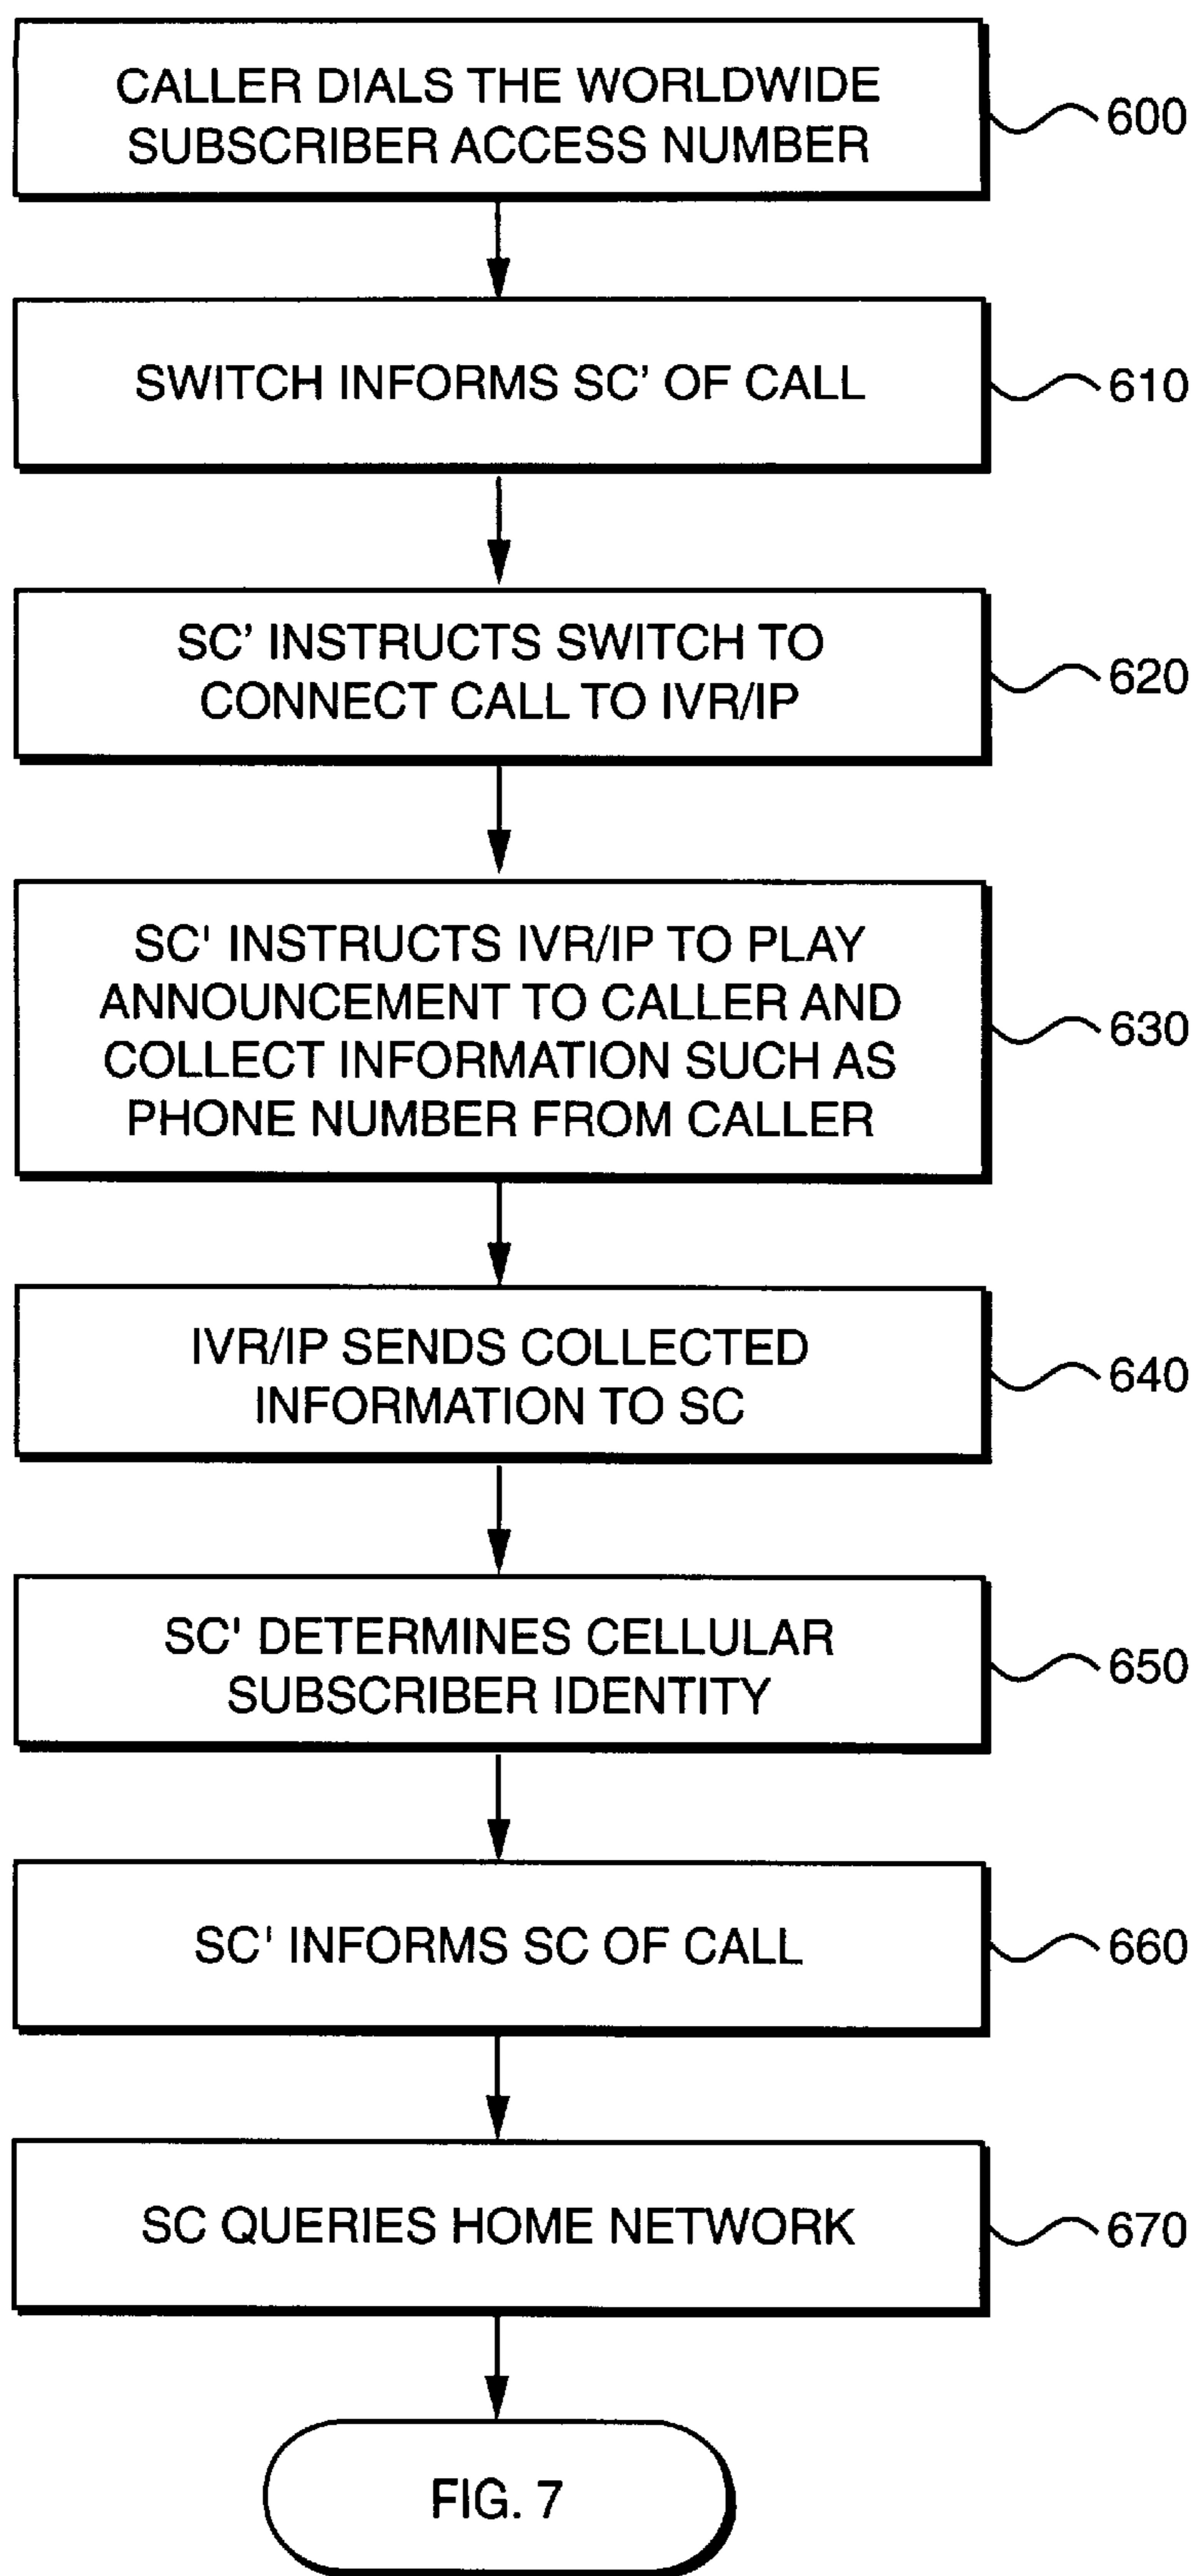 CALLER DIALS THE WORLDWIDE
SUBSCRIBER ACCESS NUMBER
600
SWITCH INFORMS SC’ OF CALL
610
SC’ INSTRUCTS SWITCH TO
CONNECT CALL TO IVR/IP
620
SC' INSTRUCTS IVR/IP TO PLAY
ANNOUNCEMENT TO CALLER AND
COLLECT INFORMATION SUCH AS
PHONE NUMBER FROM CALLER
630
IVR/IP SENDS COLLECTED
INFORMATION TO SC
640
SC' DETERMINES CELLULAR
SUBSCRIBER IDENTITY
650
SC' INFORMS SC OF CALL
660
SC QUERIES HOME NETWORK
670
FIG. 7